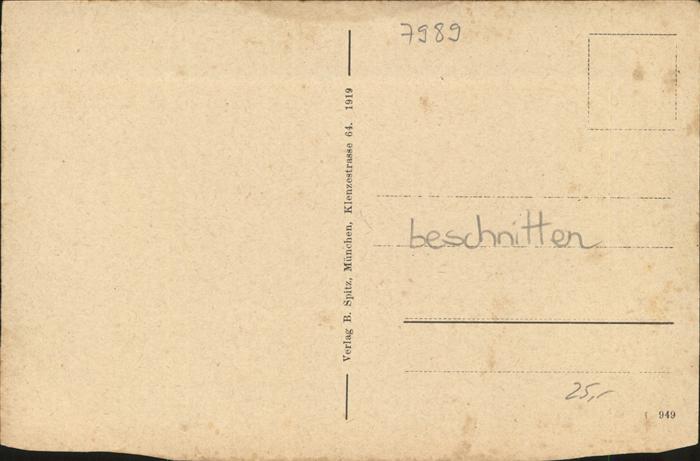 7989
Verlag B. Spitz, München, Klenzestrasse 64. 1919
beschnitten
25,-
949